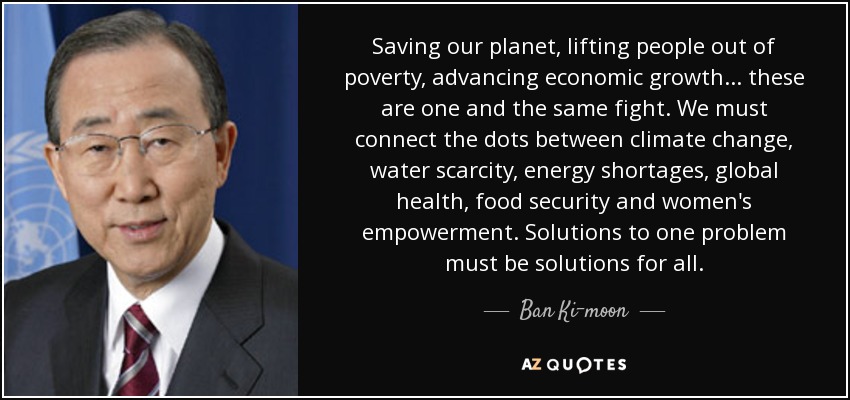 Saving our planet, lifting people out of
poverty, advancing economic growth... these
are one and the same fight. We must
connect the dots between climate change,
water scarcity, energy shortages, global
health, food security and women's
empowerment. Solutions to one problem
must be solutions for all.
Ban Ki-moon
AZ QUOTES